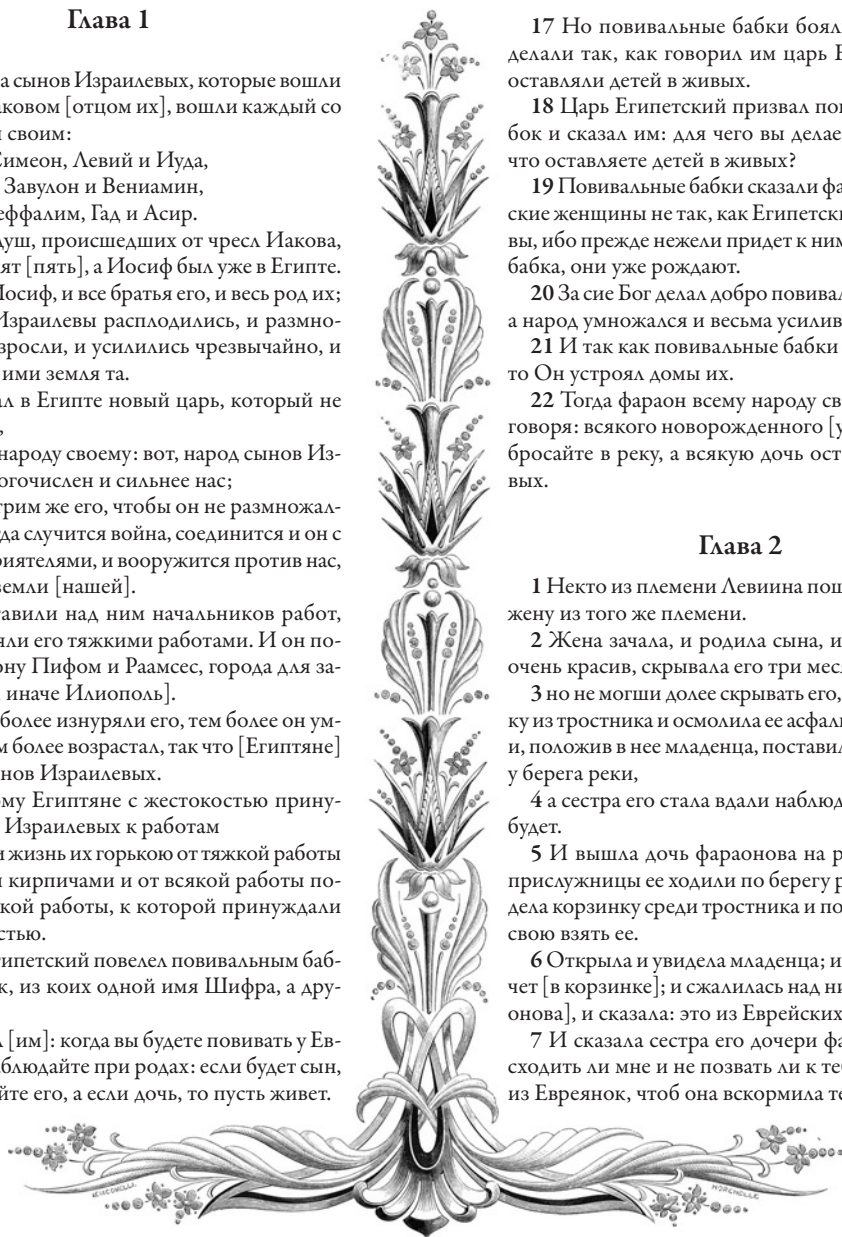 Глава 1
а сынов Израилевых, которые вошли
аковом [отцом их], вошли каждый со
своим:
Симеон, Левий и Иуда,
Завулон и Вениамин,
еффалим, Гад и Асир.
душ, происшедших от чресл Иакова,
ят [пять], а Иосиф был уже в Египте.
Иосиф, и все братья его, и весь род их;
Израилевы расплодились, и размно-
зросли, и усилились чрезвычайно, и
ими земля та.
ал в Египте новый царь, который не
,
народу своему: вот, народ сынов Из-
огочислен и сильнее нас;
трим же его, чтобы он не размножал-
да случится война, соединится и он с
риятелями, и вооружится против нас,
земли [нашей].
тавили над ним начальников работ,
яли его тяжкими работами. И он по-
ону Пифом и Раамсес, города для за-
иначе Илиополь].
более изнуряли его, тем более он ум-
м более возрастал, так что [Египтяне]
нов Израилевых.
ому Египтяне с жестокостью прину-
Израилевых к работам
и жизнь их горькою от тяжкой работы
и кирпичами и от всякой работы по-
кой работы, к которой принуждали
стью.
гипетский повелел повивальным баб-
к, из коих одной имя Шифра, а дру-
л [им]: когда вы будете повивать у Ев-
блюдайте при родах: если будет сын,
йте его, а если дочь, то пусть живет.
17 Но повивальные бабки боял
делали так, как говорил им царь Е
оставляли детей в живых.
18 Царь Египетский призвал пов
бок и сказал им: для чего вы делае
что оставляете детей в живых?
19 Повивальные бабки сказали фа
ские женщины не так, как Египетски
вы, ибо прежде нежели придет к ним
бабка, они уже рождают.
20 За сие Бог делал добро повивал
а народ умножался и весьма усилив
21 И так как повивальные бабки
то Он устроял домы их.
22 Тогда фараон всему народу св
говоря: всякого новорожденного [у
бросайте в реку, а всякую дочь ост
вых.
Глава 2
1 Некто из племени Левиина пош
жену из того же племени.
2 Жена зачала, и родила сына, и
очень красив, скрывала его три мес
3 но не могши долее скрывать его,
ку из тростника и осмолила ее асфал
и, положив в нее младенца, поставил
у берега реки,
4 а сестра его стала вдали наблюд
будет.
5 И вышла дочь фараонова на р
прислужницы ее ходили по берегу р
дела корзинку среди тростника и по
свою взять ее.
6 Открыла и увидела младенца; и
чет [в корзинке]; и сжалилась над ни
онова], и сказала: это из Еврейских
7 И сказала сестра его дочери фа
сходить ли мне и не позвать ли к теб
из Евреянок, чтоб она вскормила те